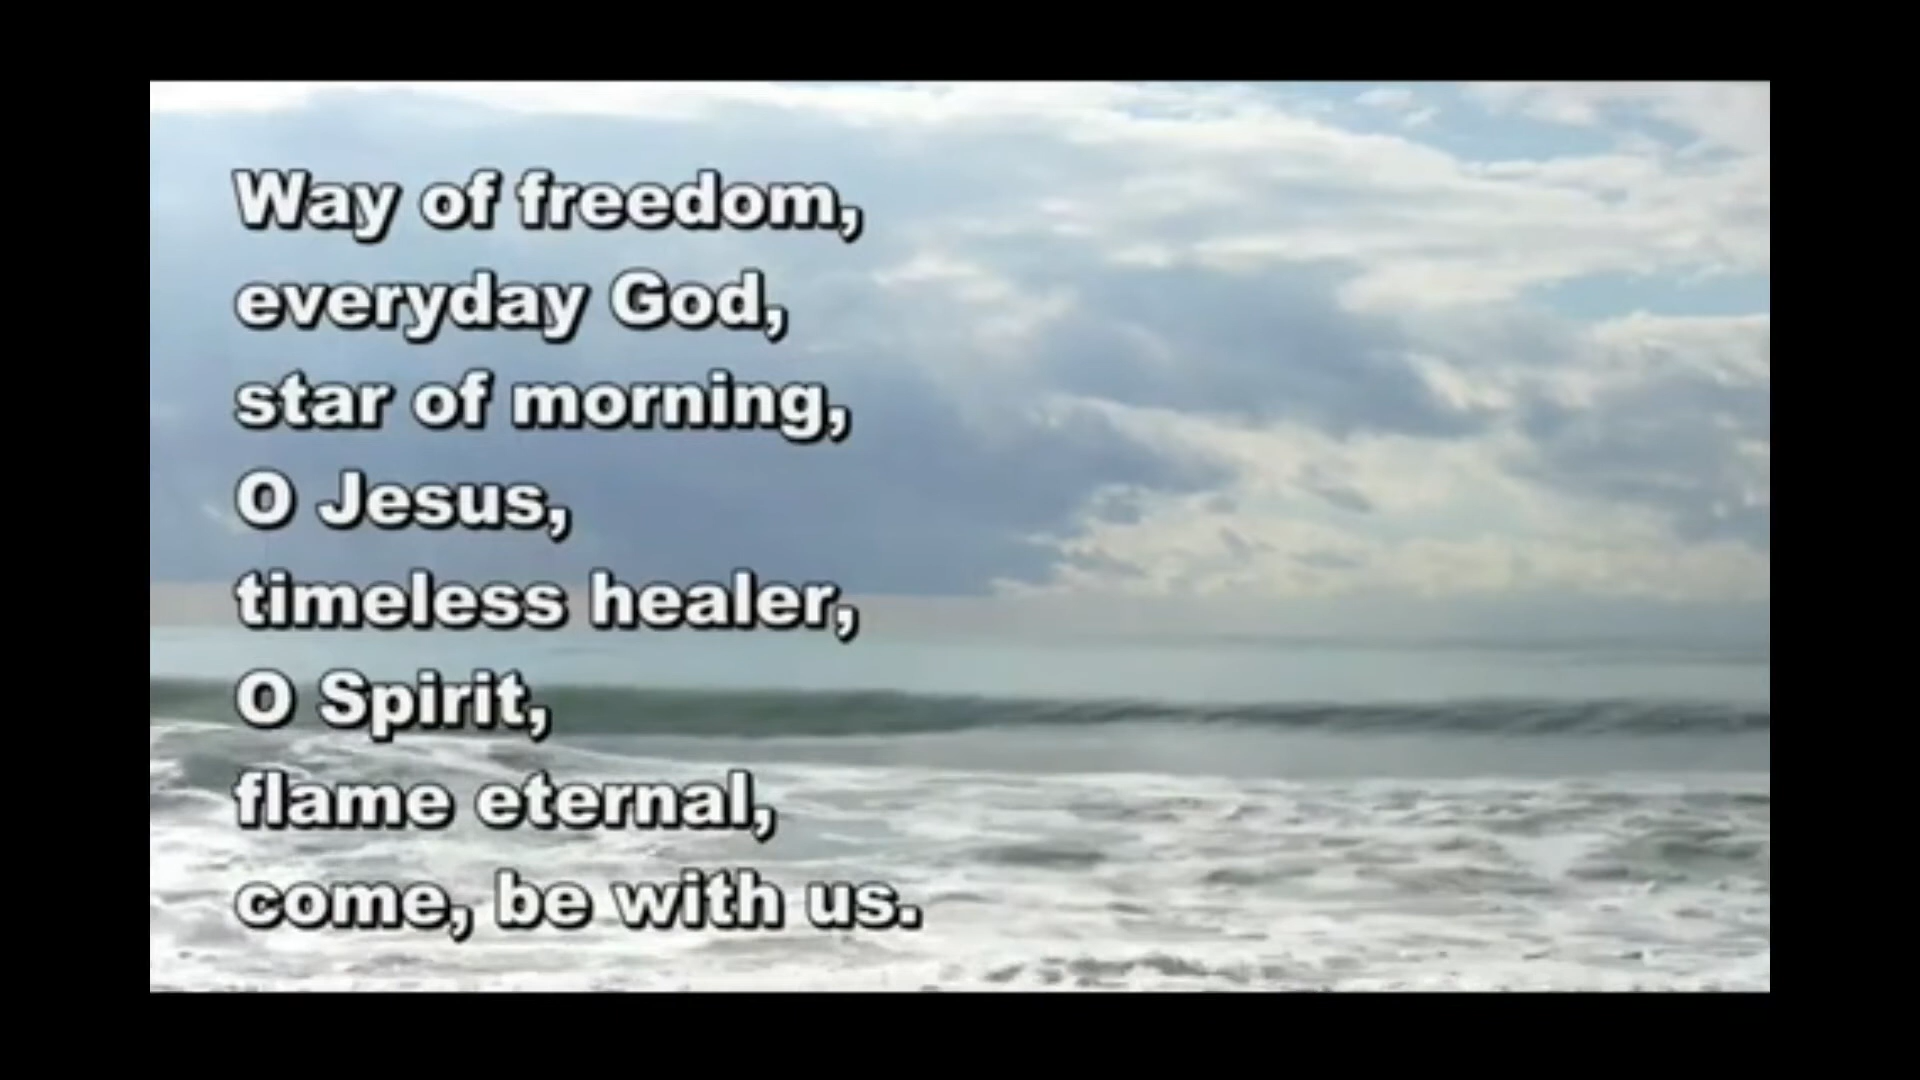 Way of freedom,
everyday God,
star of morning,
O Jesus,
timeless healer,
O Spirit,
flame eternal,
come, be with us.